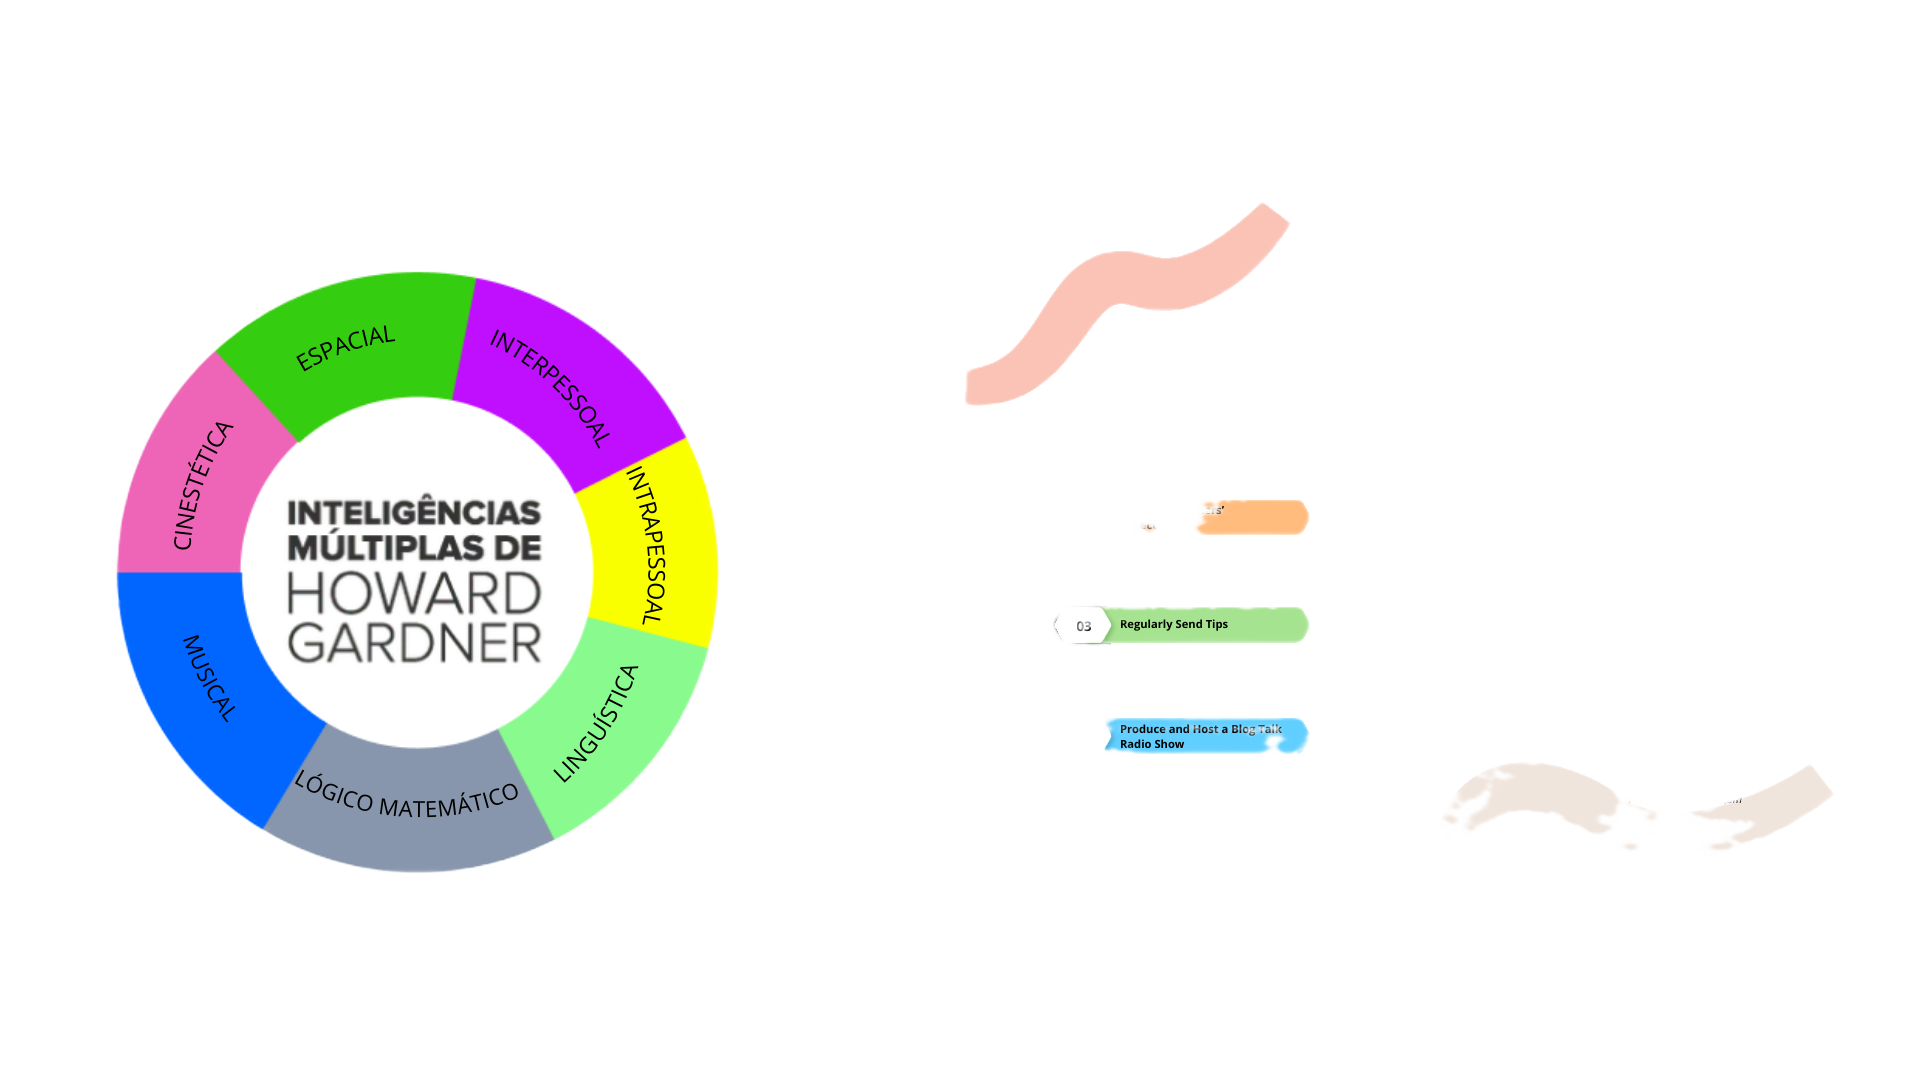 ESPACIAL
INTERPESSOAL
INTRAPESSOAL
LINGUÍSTICA
LÓGICO MATEMÁTICO
MUSICAL
CINESTÉTICA
INTELIGÊNCIAS
MÚLTIPLAS DE
HOWARD
GARDNER
03
Regularly Send Tips
Produce and Host a Blog Talk
Radio Show